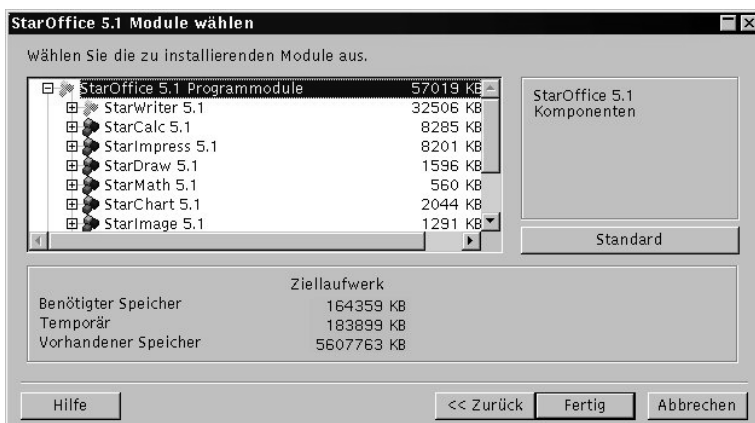 StarOffice 5.1 Module wählen
Wählen Sie die zu installierenden Module aus.
StarOffice 5.1 Programmodule 57019 KB
StarWriter 5.1 32506 KB
StarCalc 5.1 8285 KB
StarImpress 5.1 8201 KB
StarDraw 5.1 1596 KB
StarMath 5.1 560 KB
StarChart 5.1 2044 KB
StarImage 5.1 1291 KB
StarOffice 5.1
Komponenten
Standard
Ziellaufwerk
Benötigter Speicher 164359 KB
Temporär 183899 KB
Vorhandener Speicher 5607763 KB
Hilfe << Zurück Fertig Abbrechen